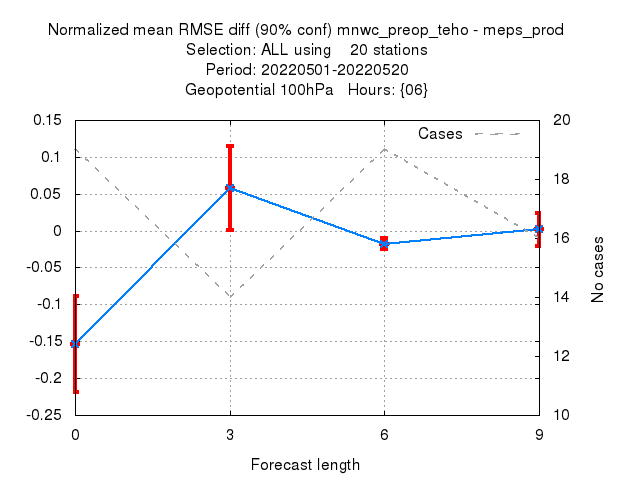 Normalized mean RMSE diff (90% conf) mnwc_preop_teho - meps_prod
Selection: ALL using    20 stations
Period: 20220501-20220520
Geopotential 100hPa   Hours: {06}
Cases
0.15
0.1
0.05
0
-0.05
-0.1
-0.15
-0.2
-0.25
20
18
16
14
12
10
No cases
0 3 6 9
Forecast length